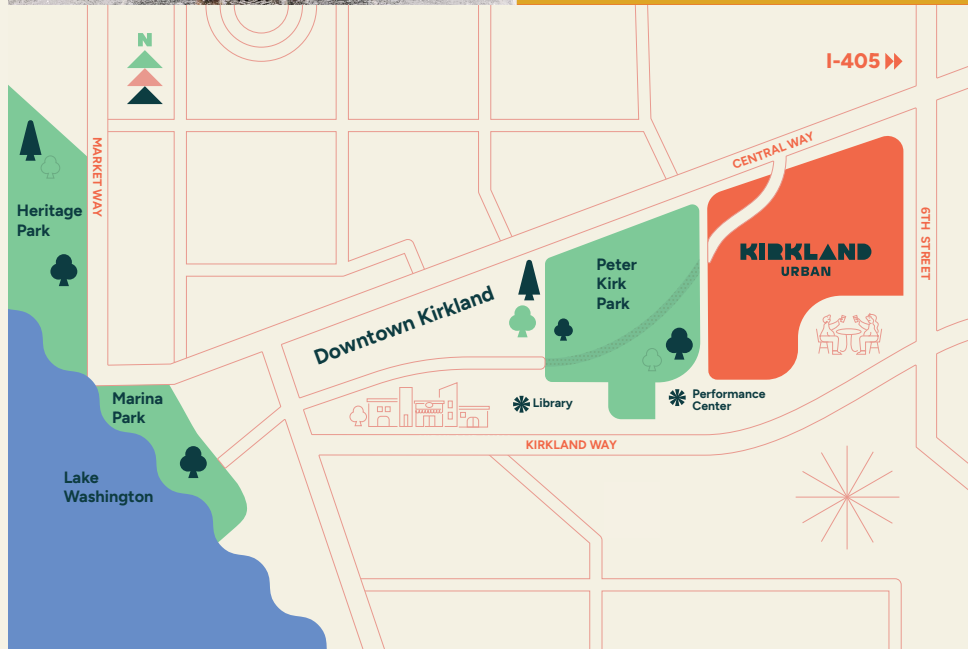 N
I-405
MARKET WAY
CENTRAL WAY
Heritage
Park
6TH STREET
KIRKLAND
URBAN
Peter
Kirk
Park
Downtown Kirkland
Marina
Park
Library
Performance
Center
KIRKLAND WAY
Lake
Washington